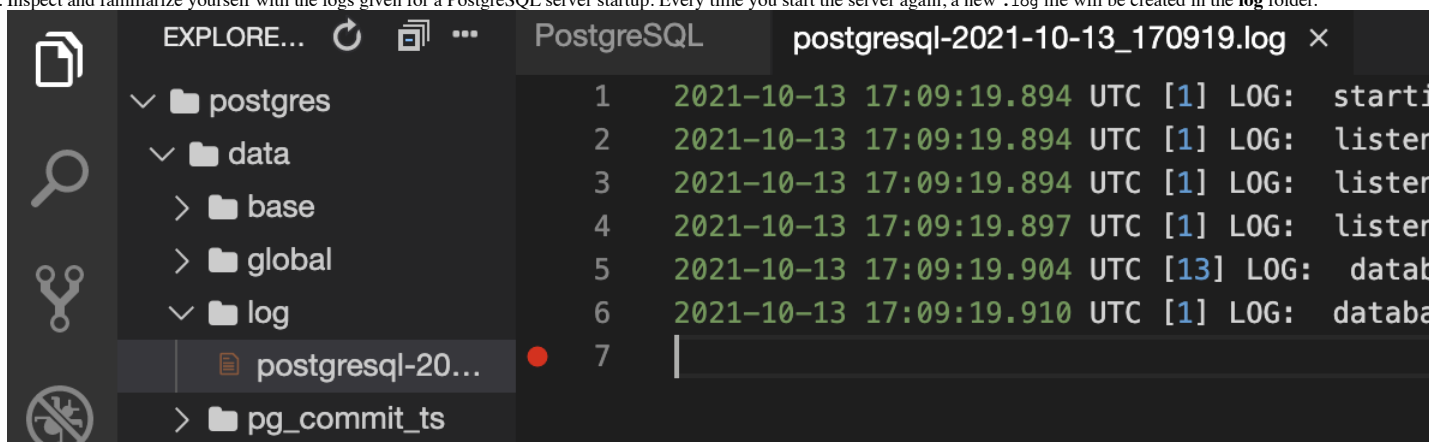 . Inspect and familiarize yourself with the logs given for a PostgreSQL server startup. Every time you start the server again, a new .log file will be created in the log folder.
EXPLORE... PostgreSQL postgresql-2021-10-13_170919.log ×
postgres
data
base
global
log
postgresql-20...
pg_commit_ts
1 2021-10-13 17:09:19.894 UTC [1] LOG: starti
2 2021-10-13 17:09:19.894 UTC [1] LOG: listen
3 2021-10-13 17:09:19.894 UTC [1] LOG: listen
4 2021-10-13 17:09:19.897 UTC [1] LOG: listen
5 2021-10-13 17:09:19.904 UTC [13] LOG: datab
6 2021-10-13 17:09:19.910 UTC [1] LOG: databa
7